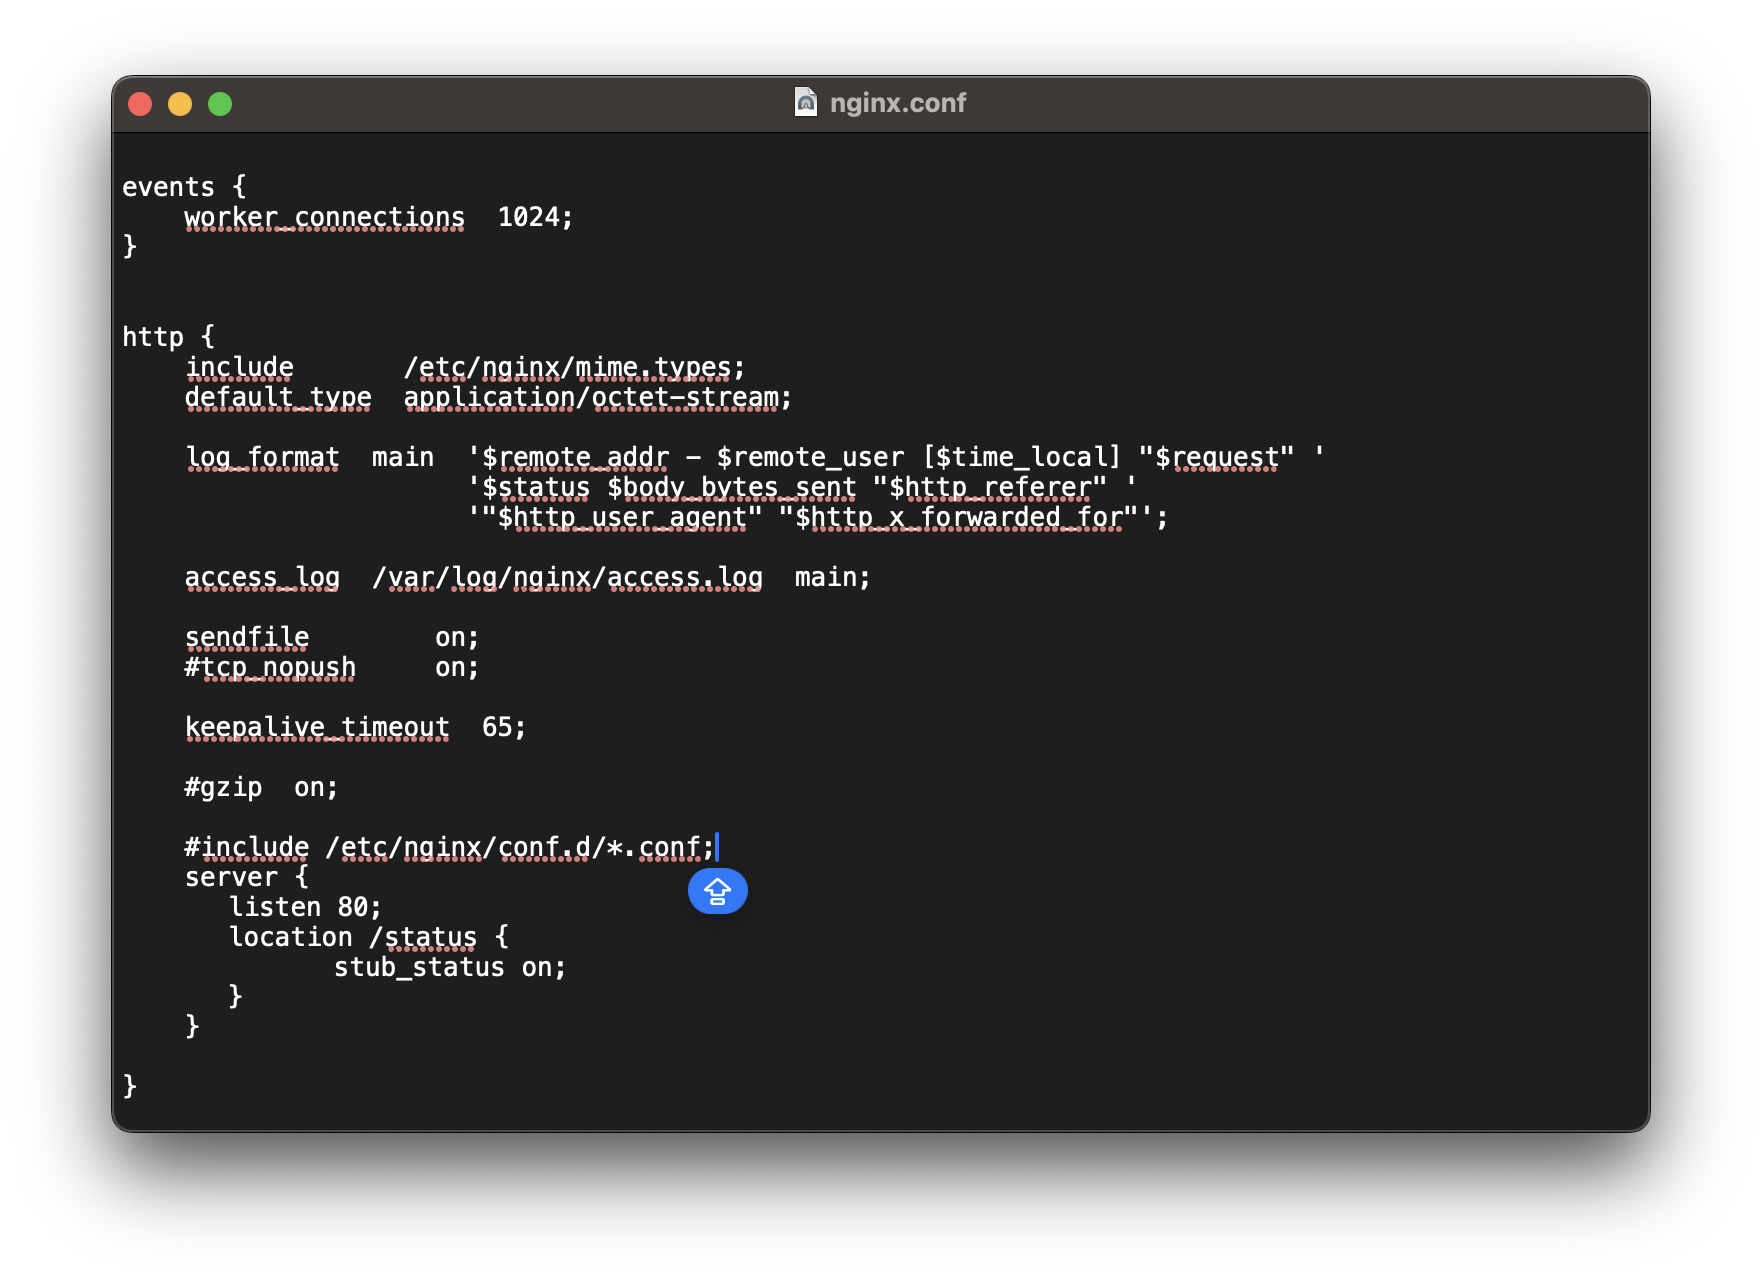 nginx.conf
events {
    worker_connections  1024;
}
http {
    include       /etc/nginx/mime.types;
    default_type  application/octet-stream;
    log_format  main  '$remote_addr - $remote_user [$time_local] "$request" '
                      '$status $body_bytes_sent "$http_referer" '
                      '"$http_user_agent" "$http_x_forwarded_for"';
    access_log  /var/log/nginx/access.log  main;
    sendfile        on;
    #tcp_nopush     on;
    keepalive_timeout  65;
    #gzip  on;
    #include /etc/nginx/conf.d/*.conf;
    server {
       listen 80;
       location /status {
              stub_status on;
       }
    }
}